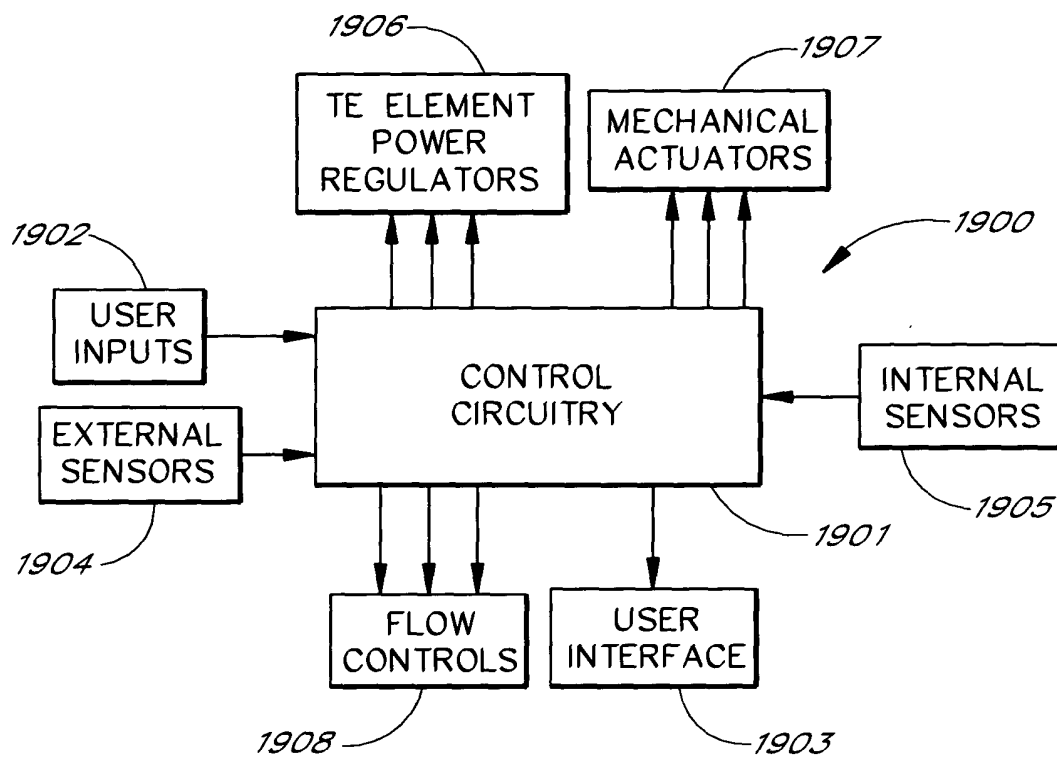 1906
1907
TE ELEMENT
POWER
REGULATORS
MECHANICAL
ACTUATORS
1902
1900
USER
INPUTS
CONTROL
CIRCUITRY
INTERNAL
SENSORS
EXTERNAL
SENSORS
1905
1904
1901
FLOW
CONTROLS
USER
INTERFACE
1908
1903